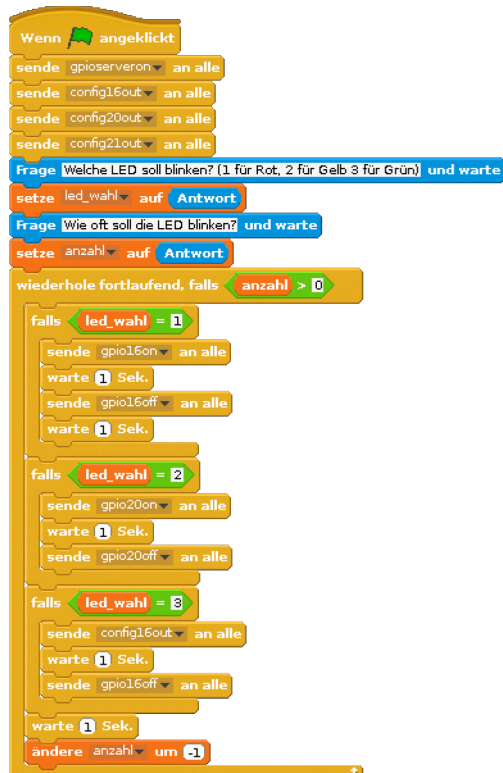 Wenn angeklickt
sende gpioserveron an alle
sende config16out an alle
sende config20out an alle
sende config21out an alle
Frage Welche LED soll blinken? (1 für Rot, 2 für Gelb 3 für Grün) und warte
setze led_wahl auf Antwort
Frage Wie oft soll die LED blinken? und warte
setze anzahl auf Antwort
wiederhole fortlaufend, falls anzahl > 0
falls led_wahl = 1
sende gpio16on an alle
warte 1 Sek.
sende gpio16off an alle
warte 1 Sek.
falls led_wahl = 2
sende gpio20on an alle
warte 1 Sek.
sende gpio20off an alle
falls led_wahl = 3
sende config16out an alle
warte 1 Sek.
sende gpio16off an alle
warte 1 Sek.
ändere anzahl um -1